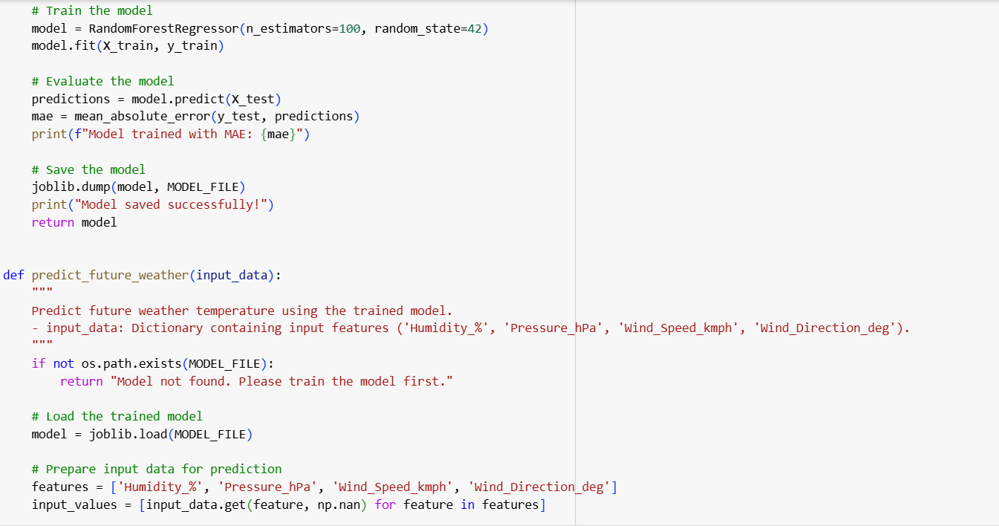 # Train the model
model = RandomForestRegressor(n_estimators=100, random_state=42)
model.fit(X_train, y_train)
# Evaluate the model
predictions = model.predict(X_test)
mae = mean_absolute_error(y_test, predictions)
print(f"Model trained with MAE: {mae}")
# Save the model
joblib.dump(model, MODEL_FILE)
print("Model saved successfully!")
return model
def predict_future_weather(input_data):
"""
Predict future weather temperature using the trained model.
- input_data: Dictionary containing input features ('Humidity_%', 'Pressure_hPa', 'Wind_Speed_kmph', 'Wind_Direction_deg').
"""
if not os.path.exists(MODEL_FILE):
return "Model not found. Please train the model first."
# Load the trained model
model = joblib.load(MODEL_FILE)
# Prepare input data for prediction
features = ['Humidity_%', 'Pressure_hPa', 'Wind_Speed_kmph', 'Wind_Direction_deg']
input_values = [input_data.get(feature, np.nan) for feature in features]